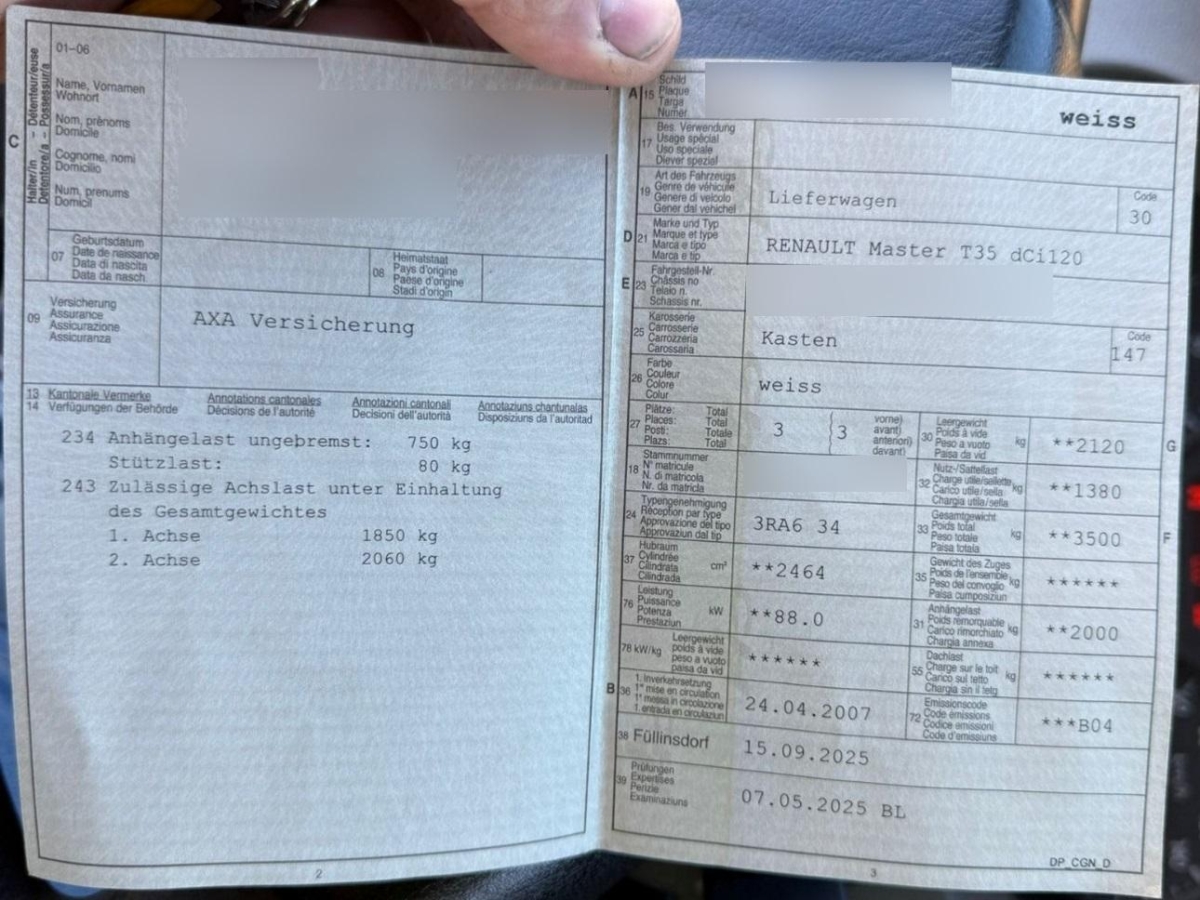 C
Halter/in - Détenteur/euse
Detentore/a - Possessur/a
01–06
Name, Vornamen
Wohnort
Nom, prénoms
Domicile
Cognome, nomi
Domicilio
Num, prenums
Domicil
07
Geburtsdatum
Date de naissance
Data di nascita
Data da nasch.
08
Heimatstaat
Pays d'origine
Paese d'origine
Stadi d'origin
09
Versicherung
Assurance
Assicurazione
Assicuranza
AXA Versicherung
13 Kantonale Vermerke Annotations cantonales Annotazioni cantonali Annotaziuns chantunalas
14 Verfügungen der Behörde Décisions de l'autorité Decisioni dell'autorità Disposiziuns da l'autoritad
234 Anhängelast ungebremst: 750 kg
Stützlast: 80 kg
243 Zulässige Achslast unter Einhaltung
des Gesamtgewichtes
1. Achse 1850 kg
2. Achse 2060 kg
2
A 15
Schild
Plaque
Targa
Numer
weiss
17
Bes. Verwendung
Usage spécial
Uso speciale
Diever spezial
19
Art des Fahrzeugs
Genre de véhicule
Genere di veicolo
Gener dal vehichel
Lieferwagen
Code
30
D 21
Marke und Typ
Marque et type
Marca e tipo
Marca e tip
RENAULT Master T35 dCi120
E 23
Fahrgestell-Nr.
Châssis no
Telaio n.
Schassis nr.
25
Karosserie
Carrosserie
Carrozzeria
Carossaria
Kasten
Code
147
26
Farbe
Couleur
Colore
Colur
weiss
27
Plätze: Total
Places: Total
Posti: Totale
Plazs: Total
3
3
vorne)
avant)
anteriori)
davant)
30
Leergewicht
Poids à vide
Peso a vuoto
Paisa da vid
kg
**2120
G
18
Stammnummer
N° matricule
N. di matricola
Nr. da matricla
32
Nutz-/Sattellast
Charge utile/sellette
Carico utile/sella
Chargia utila/sella
kg
**1380
24
Typengenehmigung
Réception par type
Approvazione del tipo
Approvaziun dal tip
3RA6 34
33
Gesamtgewicht
Poids total
Peso totale
Paisa totala
kg
**3500
F
37
Hubraum
Cylindrée
Cilindrata
Cilindrada
cm³
**2464
35
Gewicht des Zuges
Poids de l'ensemble
Peso del convoglio
Paisa cumposiziun
kg
******
76
Leistung
Puissance
Potenza
Prestaziun
kW
**88.0
31
Anhängelast
Poids remorquable
Carico rimorchiato
Chargia annexa
kg
**2000
78 kW/kg
Leergewicht
poids à vide
peso a vuoto
paisa da vid
******
55
Dachlast
Charge sur le toit
Carico sul tetto
Chargia sin il tetg
kg
******
B 36
1. Inverkehrsetzung
1re mise en circulation
1a messa in circolazione
1. entrada en circulaziun
24.04.2007
72
Emissionscode
Code émissions
Codice emissioni
Code d'emissiuns
***B04
38 Füllinsdorf
15.09.2025
39
Prüfungen
Expertises
Perizie
Examinaziuns
07.05.2025 BL
DP_CGN_D
3